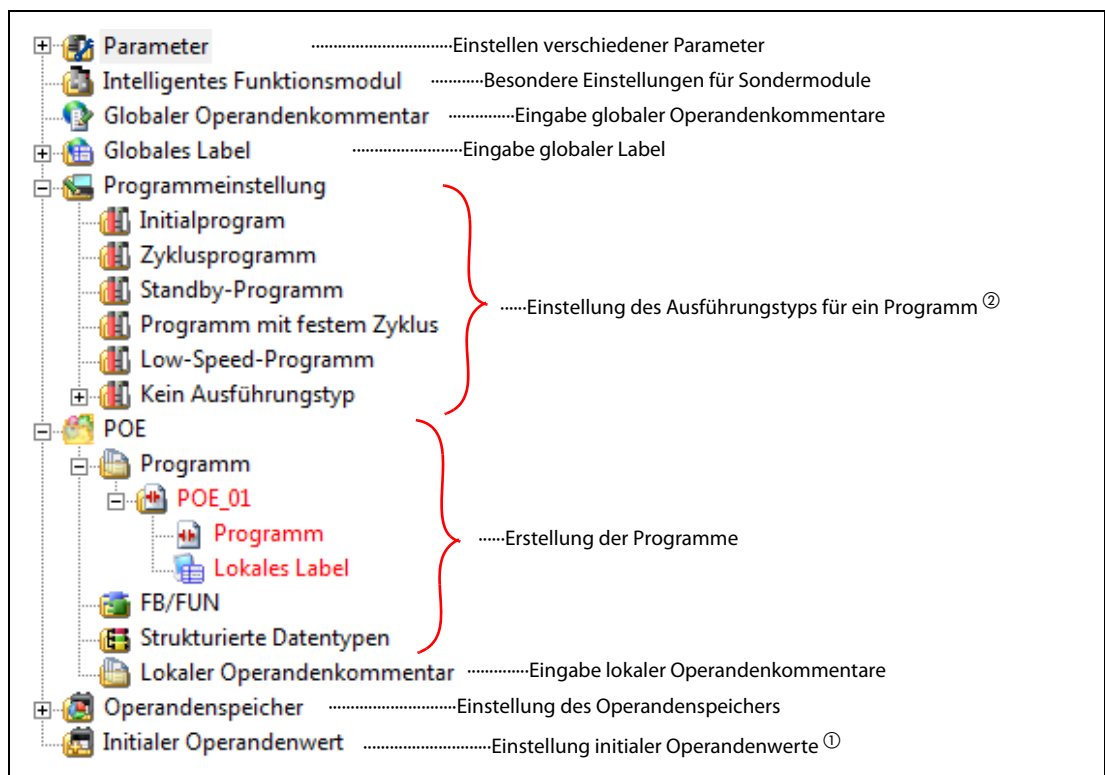 Parameter ................................Einstellen verschiedener Parameter
Intelligentes Funktionsmodul ............Besondere Einstellungen für Sondermodule
Globaler Operandenkommentar ...............Eingabe globaler Operandenkommentare
Globales Label .........................Eingabe globaler Label
Programmeinstellung
Initialprogram
Zyklusprogramm
Standby-Programm
Programm mit festem Zyklus ......Einstellung des Ausführungstyps für ein Programm ②
Low-Speed-Programm
Kein Ausführungstyp
POE
Programm
POE_01
Programm ......Erstellung der Programme
Lokales Label
FB/FUN
Strukturierte Datentypen
Lokaler Operandenkommentar ..............Eingabe lokaler Operandenkommentare
Operandenspeicher .............................Einstellung des Operandenspeichers
Initialer Operandenwert .............................Einstellung initialer Operandenwerte ①